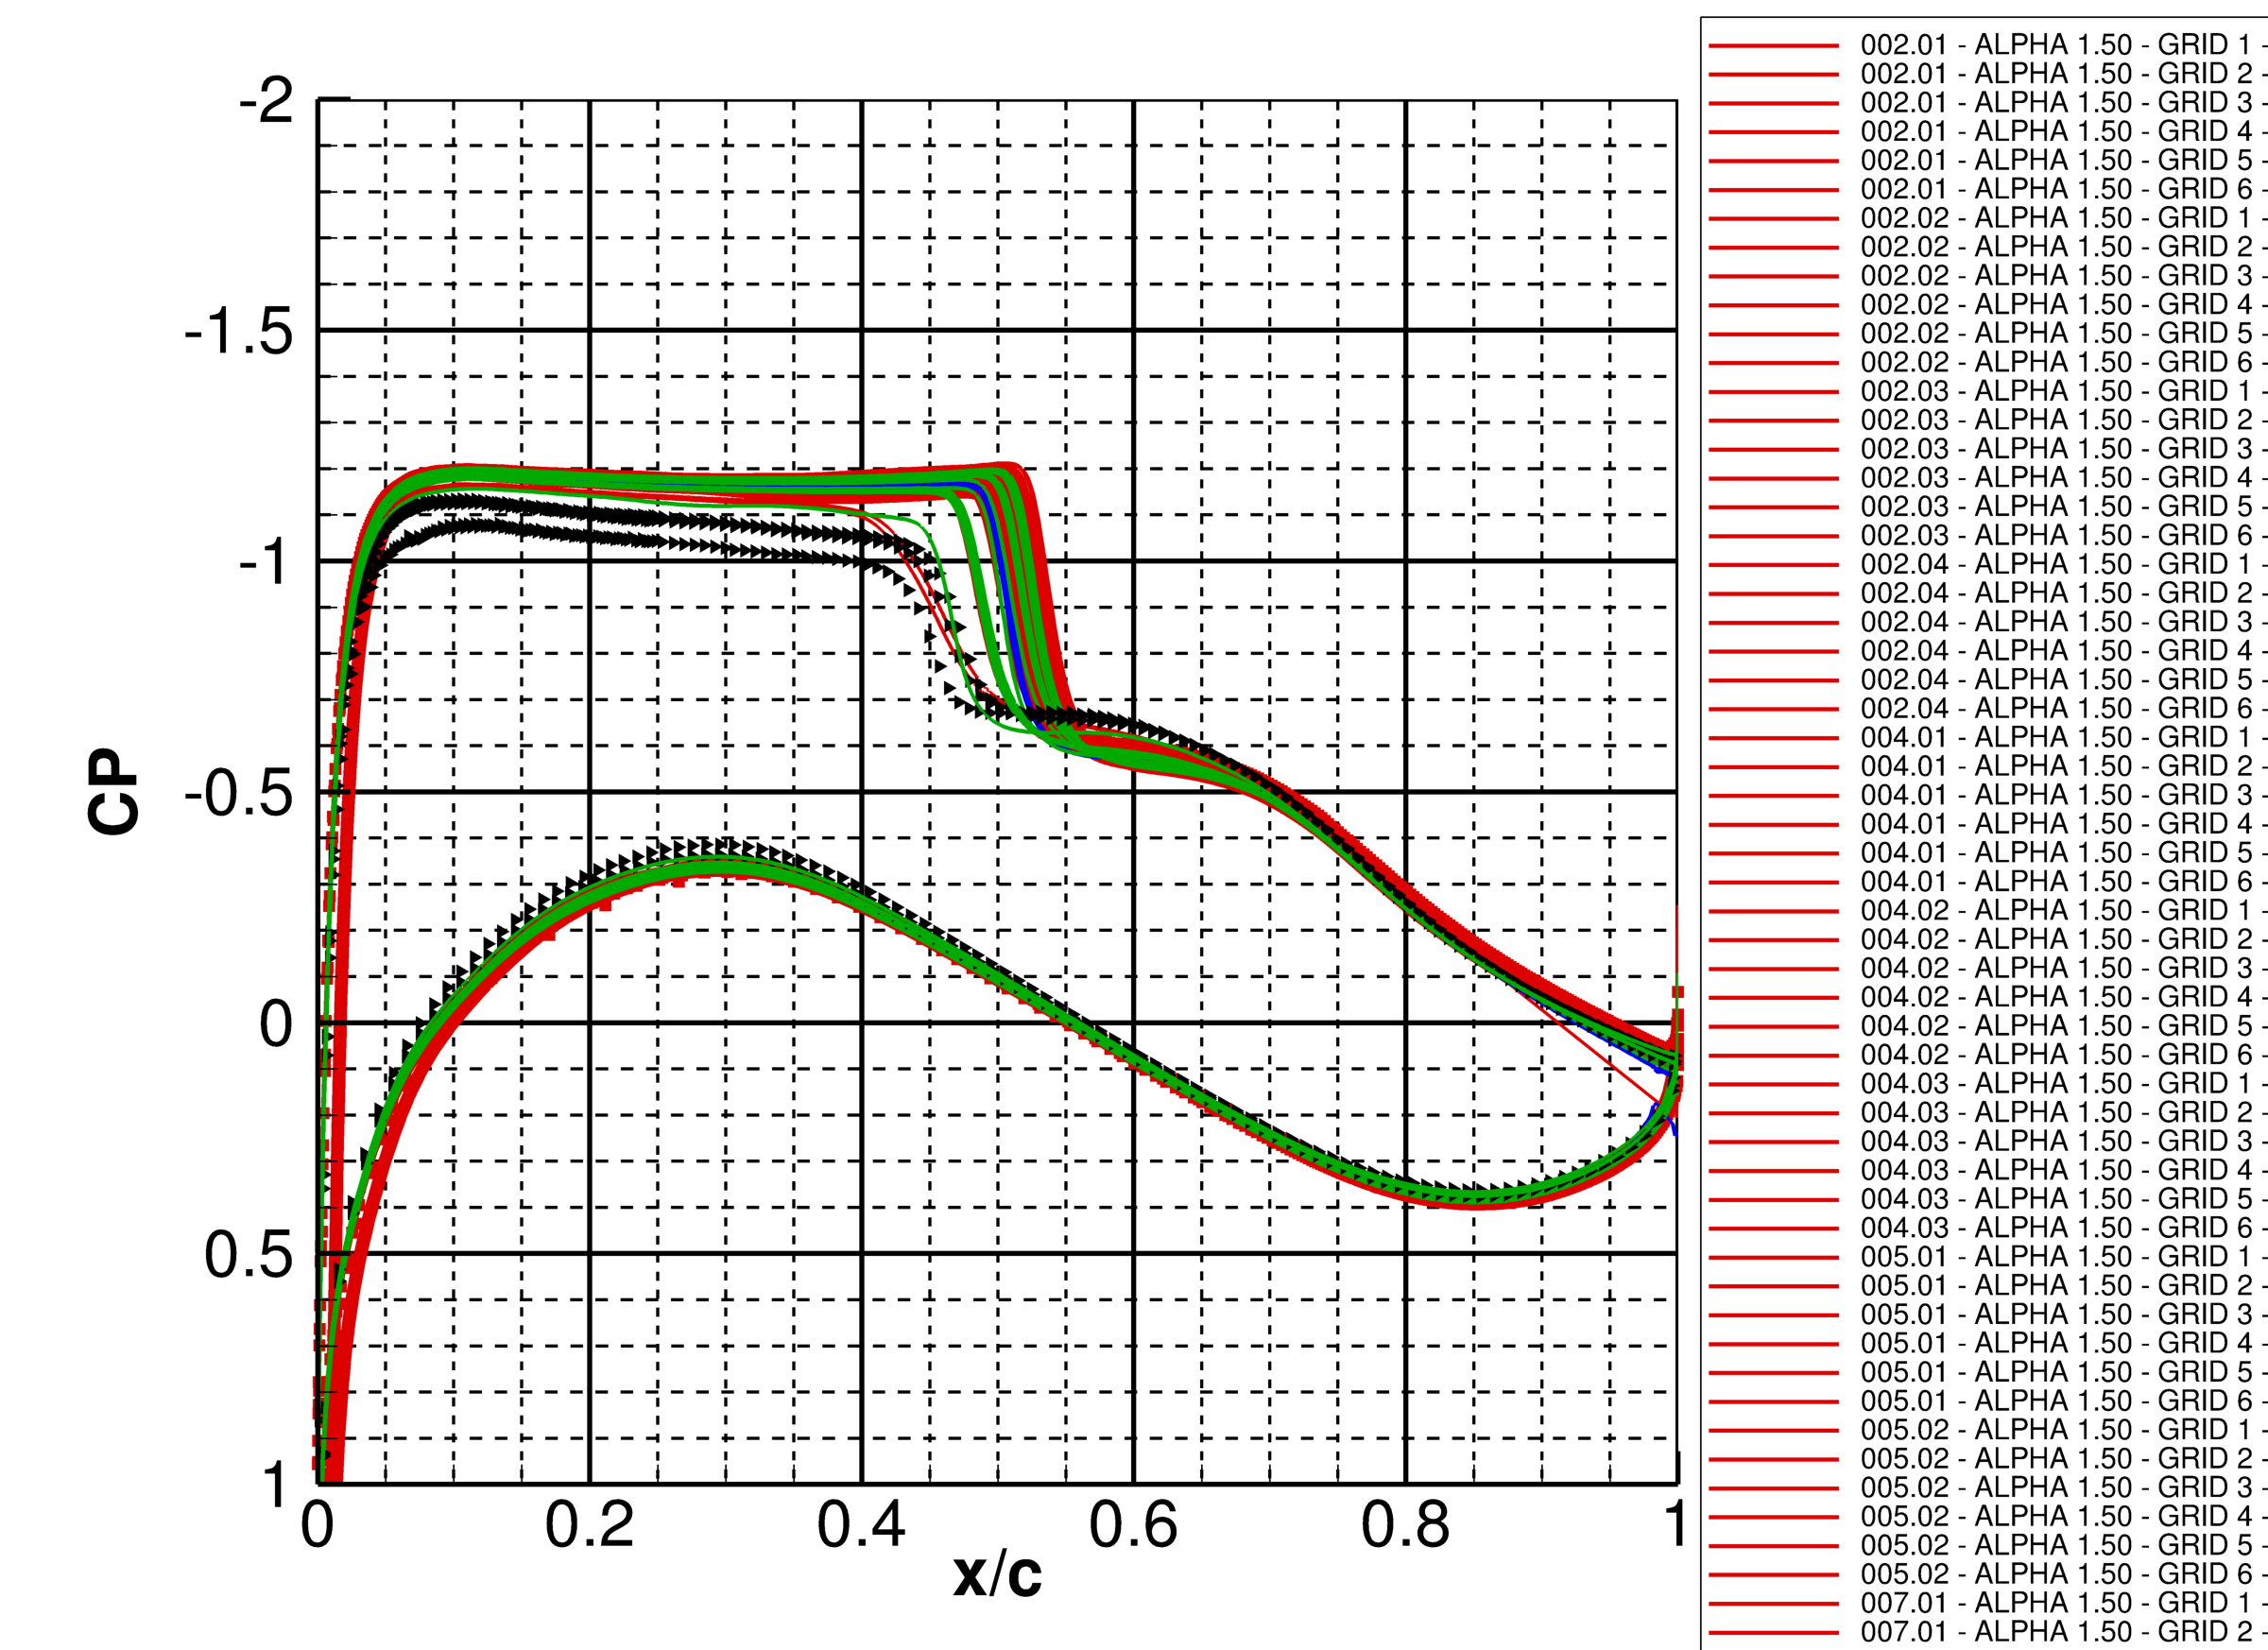 -2
-1.5
-1
-0.5
0
0.5
1
CP
0 0.2 0.4 0.6 0.8 1
x/c
002.01 - ALPHA 1.50 - GRID 1 -
002.01 - ALPHA 1.50 - GRID 2 -
002.01 - ALPHA 1.50 - GRID 3 -
002.01 - ALPHA 1.50 - GRID 4 -
002.01 - ALPHA 1.50 - GRID 5 -
002.01 - ALPHA 1.50 - GRID 6 -
002.02 - ALPHA 1.50 - GRID 1 -
002.02 - ALPHA 1.50 - GRID 2 -
002.02 - ALPHA 1.50 - GRID 3 -
002.02 - ALPHA 1.50 - GRID 4 -
002.02 - ALPHA 1.50 - GRID 5 -
002.02 - ALPHA 1.50 - GRID 6 -
002.03 - ALPHA 1.50 - GRID 1 -
002.03 - ALPHA 1.50 - GRID 2 -
002.03 - ALPHA 1.50 - GRID 3 -
002.03 - ALPHA 1.50 - GRID 4 -
002.03 - ALPHA 1.50 - GRID 5 -
002.03 - ALPHA 1.50 - GRID 6 -
002.04 - ALPHA 1.50 - GRID 1 -
002.04 - ALPHA 1.50 - GRID 2 -
002.04 - ALPHA 1.50 - GRID 3 -
002.04 - ALPHA 1.50 - GRID 4 -
002.04 - ALPHA 1.50 - GRID 5 -
002.04 - ALPHA 1.50 - GRID 6 -
004.01 - ALPHA 1.50 - GRID 1 -
004.01 - ALPHA 1.50 - GRID 2 -
004.01 - ALPHA 1.50 - GRID 3 -
004.01 - ALPHA 1.50 - GRID 4 -
004.01 - ALPHA 1.50 - GRID 5 -
004.01 - ALPHA 1.50 - GRID 6 -
004.02 - ALPHA 1.50 - GRID 1 -
004.02 - ALPHA 1.50 - GRID 2 -
004.02 - ALPHA 1.50 - GRID 3 -
004.02 - ALPHA 1.50 - GRID 4 -
004.02 - ALPHA 1.50 - GRID 5 -
004.02 - ALPHA 1.50 - GRID 6 -
004.03 - ALPHA 1.50 - GRID 1 -
004.03 - ALPHA 1.50 - GRID 2 -
004.03 - ALPHA 1.50 - GRID 3 -
004.03 - ALPHA 1.50 - GRID 4 -
004.03 - ALPHA 1.50 - GRID 5 -
004.03 - ALPHA 1.50 - GRID 6 -
005.01 - ALPHA 1.50 - GRID 1 -
005.01 - ALPHA 1.50 - GRID 2 -
005.01 - ALPHA 1.50 - GRID 3 -
005.01 - ALPHA 1.50 - GRID 4 -
005.01 - ALPHA 1.50 - GRID 5 -
005.01 - ALPHA 1.50 - GRID 6 -
005.02 - ALPHA 1.50 - GRID 1 -
005.02 - ALPHA 1.50 - GRID 2 -
005.02 - ALPHA 1.50 - GRID 3 -
005.02 - ALPHA 1.50 - GRID 4 -
005.02 - ALPHA 1.50 - GRID 5 -
005.02 - ALPHA 1.50 - GRID 6 -
007.01 - ALPHA 1.50 - GRID 1 -
007.01 - ALPHA 1.50 - GRID 2 -